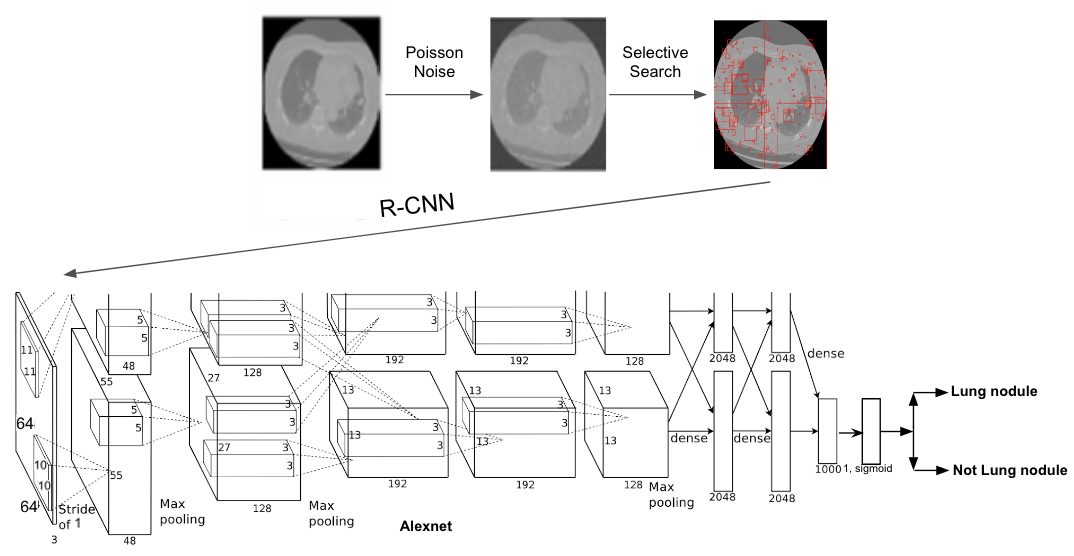 Poisson
Noise
Selective
Search
R-CNN
11
11
5
5
48
55
3
3
3
128
3
3
192
3
3
192
128
2048
2048
dense
64
10
10
64
Stride
of 1
3
55
5
5
48
Max
pooling
27
27
3
3
3
3
128
Max
pooling
13
13
3
3
192
13
13
3
3
192
13
128
Max
pooling
dense
dense
2048
2048
1000
1, sigmoid
Lung nodule
Not Lung nodule
Alexnet